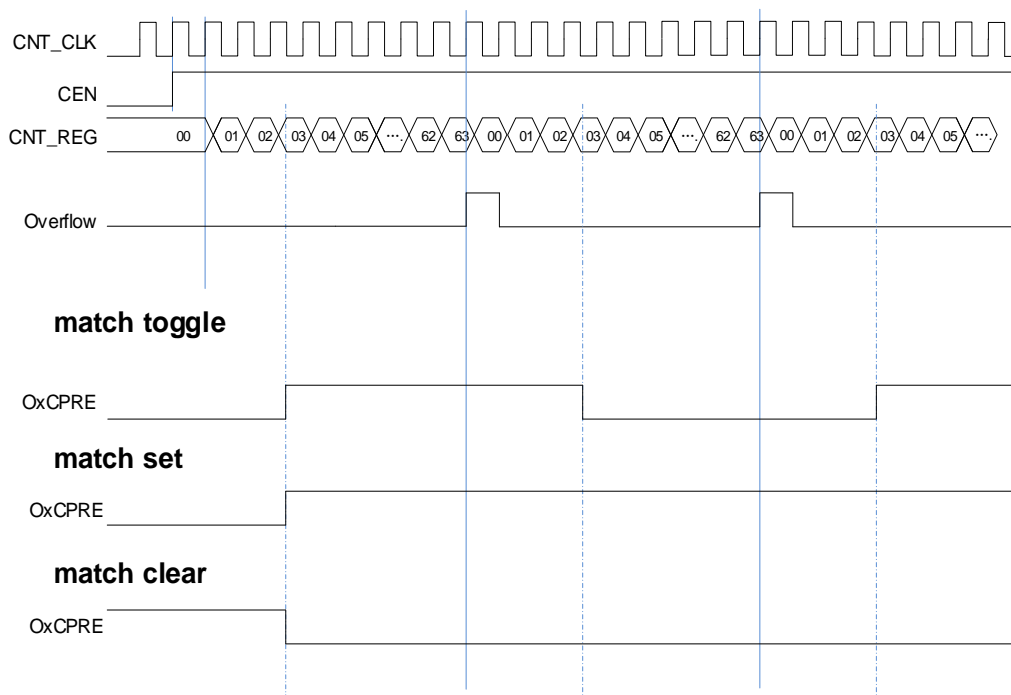 CNT_CLK
CEN
CNT_REG 00 01 02 03 04 05 ···. 62 63 00 01 02 03 04 05 ···. 62 63 00 01 02 03 04 05 ···.
Overflow
match toggle
OxCPRE
match set
OxCPRE
match clear
OxCPRE